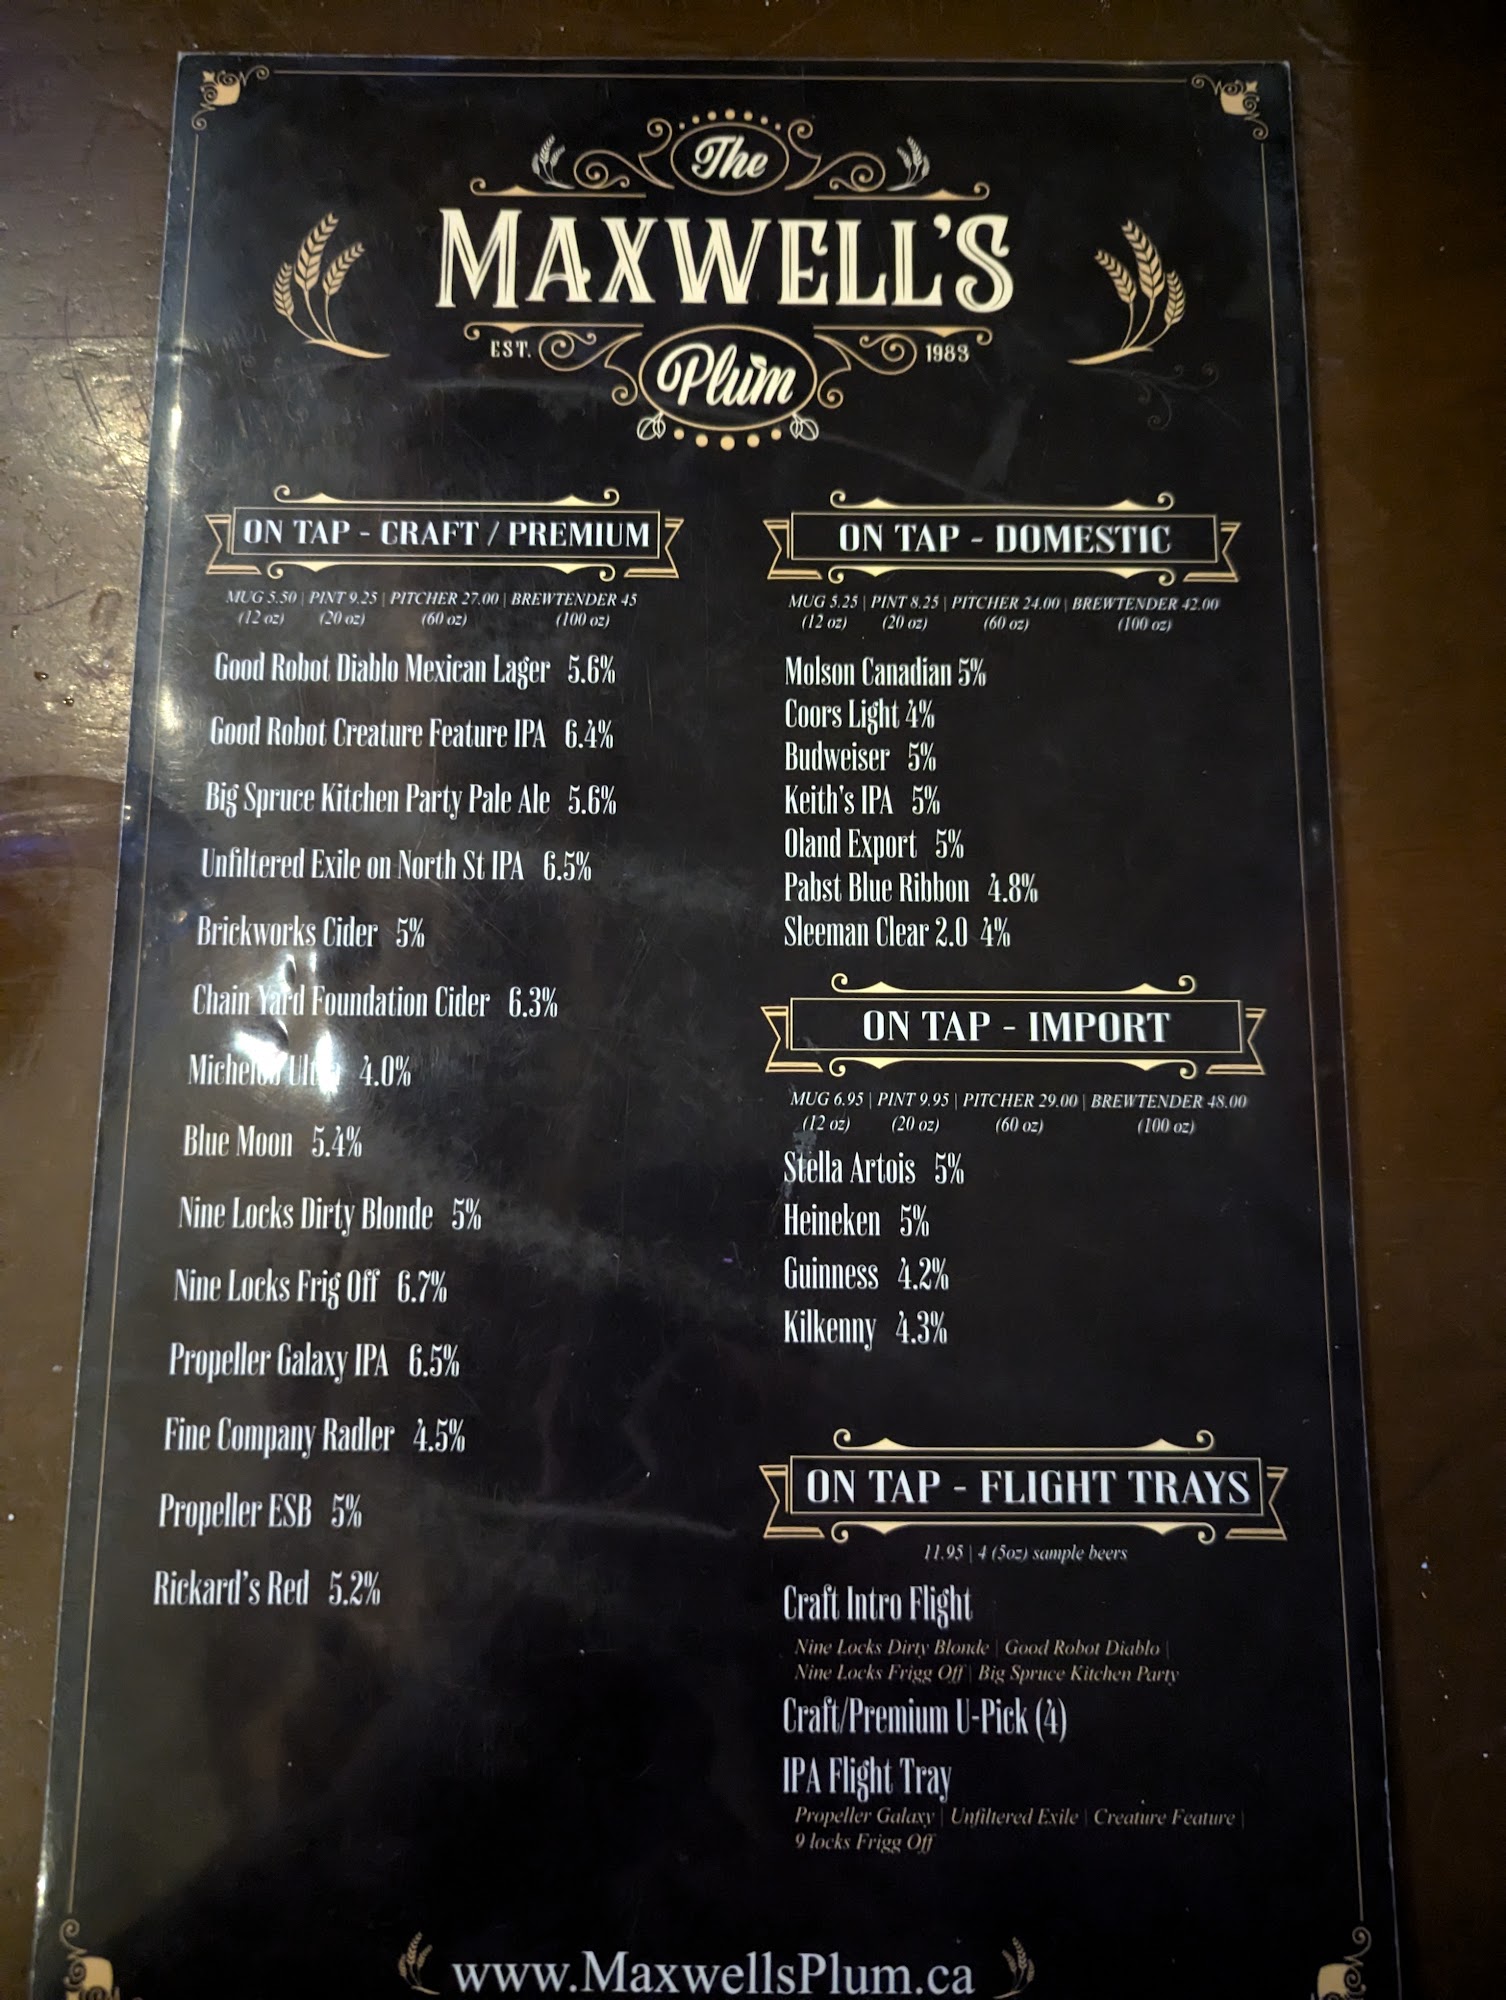 The
MAXWELL'S
EST. 1983
Plum
ON TAP - CRAFT / PREMIUM
MUG 5.50 | PINT 9.25 | PITCHER 27.00 | BREWTENDER 45
(12 oz) (20 oz) (60 oz) (100 oz)
Good Robot Diablo Mexican Lager 5.6%
Good Robot Creature Feature IPA 6.4%
Big Spruce Kitchen Party Pale Ale 5.6%
Unfiltered Exile on North St IPA 6.5%
Brickworks Cider 5%
Chain Yard Foundation Cider 6.3%
Michelob Ultra 4.0%
Blue Moon 5.4%
Nine Locks Dirty Blonde 5%
Nine Locks Frig Off 6.7%
Propeller Galaxy IPA 6.5%
Fine Company Radler 4.5%
Propeller ESB 5%
Rickard's Red 5.2%
ON TAP - DOMESTIC
MUG 5.25 | PINT 8.25 | PITCHER 24.00 | BREWTENDER 42.00
(12 oz) (20 oz) (60 oz) (100 oz)
Molson Canadian 5%
Coors Light 4%
Budweiser 5%
Keith's IPA 5%
Oland Export 5%
Pabst Blue Ribbon 4.8%
Sleeman Clear 2.0 4%
ON TAP - IMPORT
MUG 6.95 | PINT 9.95 | PITCHER 29.00 | BREWTENDER 48.00
(12 oz) (20 oz) (60 oz) (100 oz)
Stella Artois 5%
Heineken 5%
Guinness 4.2%
Kilkenny 4.3%
ON TAP - FLIGHT TRAYS
11.95 | 4 (5oz) sample beers
Craft Intro Flight
Nine Locks Dirty Blonde | Good Robot Diablo |
Nine Locks Frigg Off | Big Spruce Kitchen Party
Craft/Premium U-Pick (4)
IPA Flight Tray
Propeller Galaxy | Unfiltered Exile | Creature Feature |
9 locks Frigg Off
www.MaxwellsPlum.ca